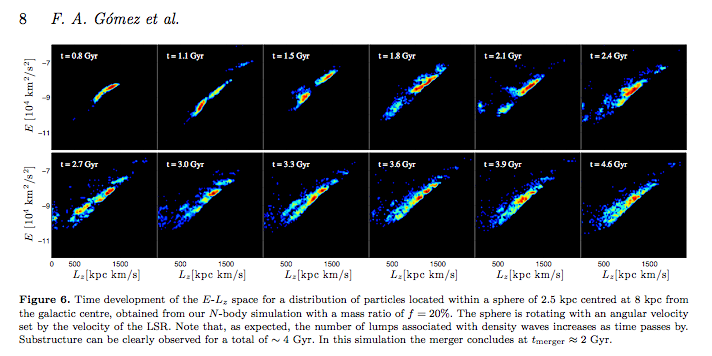 8 F. A. Gómez et al.
t = 0.8 Gyr t = 1.1 Gyr t = 1.5 Gyr t = 1.8 Gyr t = 2.1 Gyr t = 2.4 Gyr
E [10⁴ km²/s²]
-7
-9
-11
t = 2.7 Gyr t = 3.0 Gyr t = 3.3 Gyr t = 3.6 Gyr t = 3.9 Gyr t = 4.6 Gyr
E [10⁴ km²/s²]
-7
-9
-11
0 500 1500 500 1500 500 1500 500 1500 500 1500 500 1500
L_z[kpc km/s] L_z[kpc km/s] L_z[kpc km/s] L_z[kpc km/s] L_z[kpc km/s] L_z[kpc km/s]
Figure 6. Time development of the E-L_z space for a distribution of particles located within a sphere of 2.5 kpc centred at 8 kpc from
the galactic centre, obtained from our N-body simulation with a mass ratio of f = 20%. The sphere is rotating with an angular velocity
set by the velocity of the LSR. Note that, as expected, the number of lumps associated with density waves increases as time passes by.
Substructure can be clearly observed for a total of ∼ 4 Gyr. In this simulation the merger concludes at t_merger ≈ 2 Gyr.